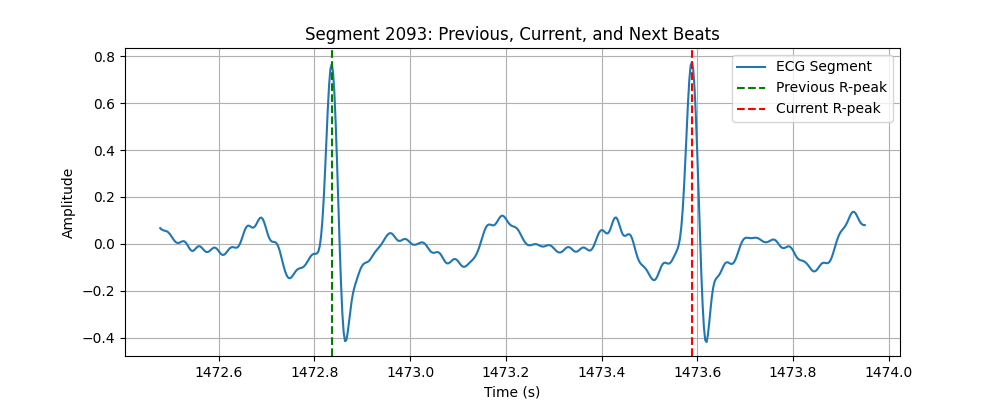 Segment 2093: Previous, Current, and Next Beats
ECG Segment
Previous R-peak
Current R-peak
0.8
0.6
0.4
0.2
0.0
−0.2
−0.4
Amplitude
1472.6 1472.8 1473.0 1473.2 1473.4 1473.6 1473.8 1474.0
Time (s)